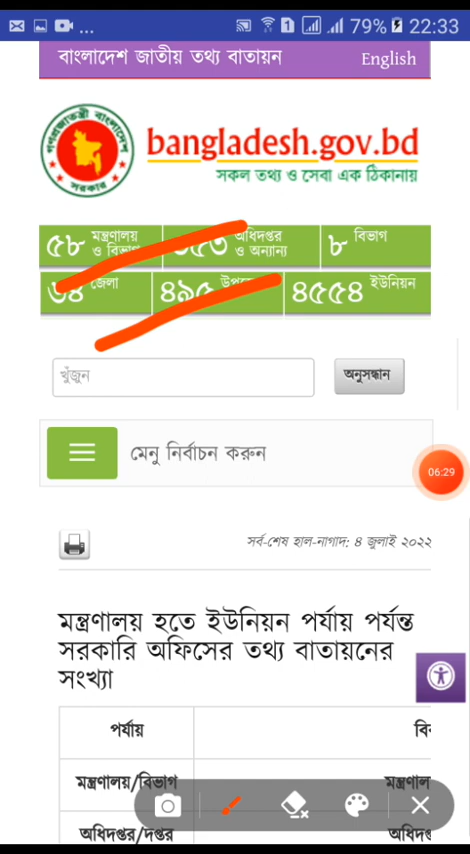 ... 79% 22:33
বাংলাদেশ জাতীয় তথ্য বাতায়ন English
গণপ্রজাতন্ত্রী বাংলাদেশ
সরকার
bangladesh.gov.bd
সকল তথ্য ও সেবা এক ঠিকানায়
৫৮ মন্ত্রণালয় ও বিভাগ অধিদপ্তর ও অন্যান্য ৮ বিভাগ
৬৪ জেলা ৪৯৫ ৪৫৫৪ ইউনিয়ন
খুঁজুন অনুসন্ধান
মেনু নির্বাচন করুন
06:29
সর্ব-শেষ হাল-নাগাদ: ৪ জুলাই ২০২২
মন্ত্রণালয় হতে ইউনিয়ন পর্যায় পর্যন্ত
সরকারি অফিসের তথ্য বাতায়নের
সংখ্যা
পর্যায়
মন্ত্রণালয়/বিভাগ
অধিদপ্তর/দপ্তর